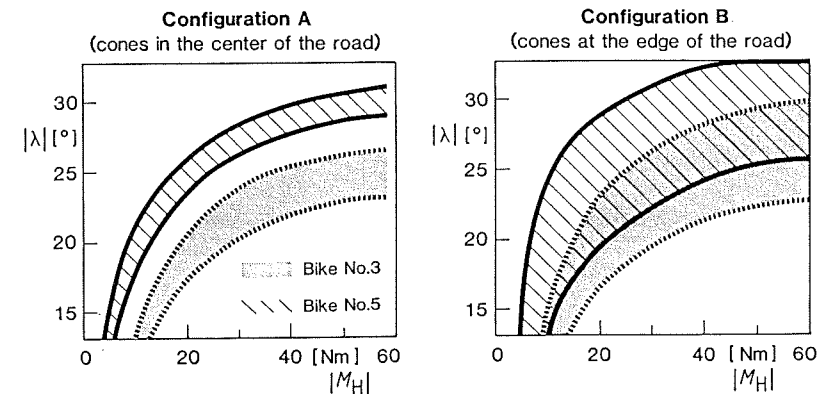 Configuration A
(cones in the center of the road)
30
|λ| [°]
25
20
15
Bike No.3
Bike No.5
0 20 40 [Nm] 60
|M_H|
Configuration B
(cones at the edge of the road)
30
|λ| [°]
25
20
15
0 20 40 [Nm] 60
|M_H|